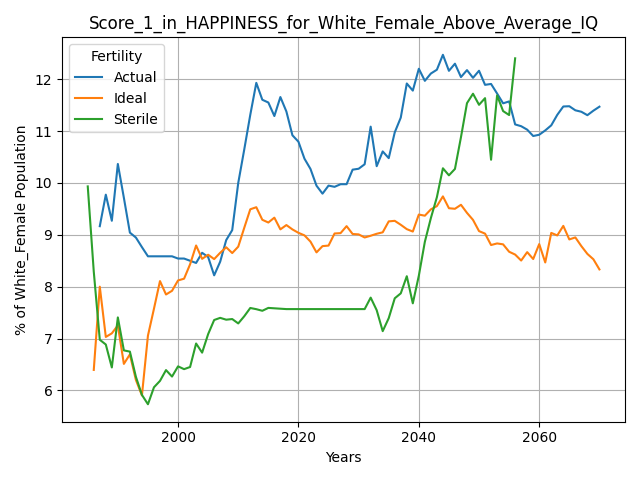 Score_1_in_HAPPINESS_for_White_Female_Above_Average_IQ
Fertility
Actual
Ideal
Sterile
% of White_Female Population
12
11
10
9
8
7
6
2000 2020 2040 2060
Years